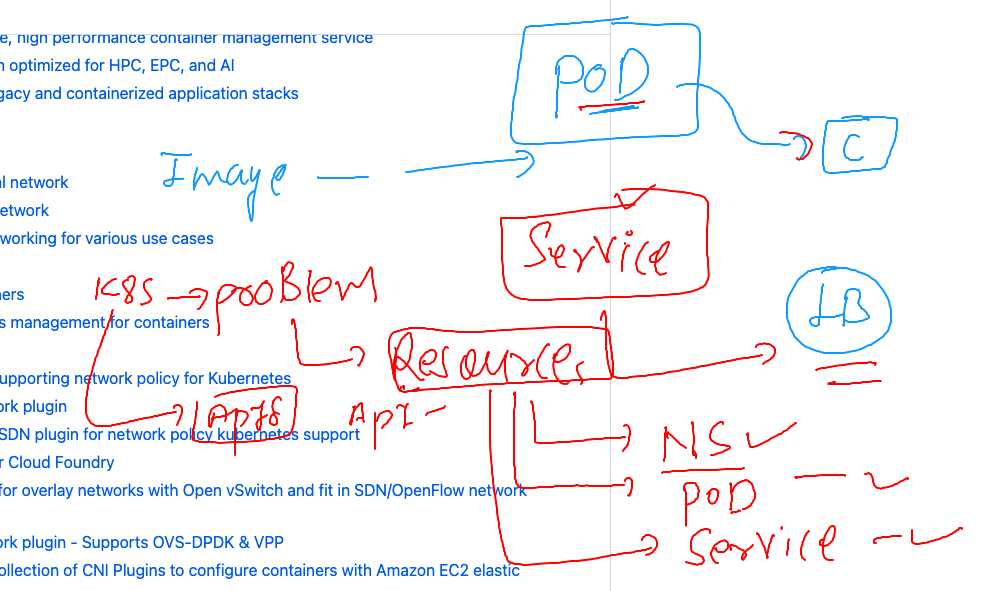 e, high performance container management service
n optimized for HPC, EPC, and AI
gacy and containerized application stacks
POD
C
Image
al network
etwork
working for various use cases
Service
ners
K8S → prooBlem
s management for containers
LB
Resources
upporting network policy for Kubernetes
ork plugin
Apis
Api
SDN plugin for network policy kubernetes support
NS
r Cloud Foundry
for overlay networks with Open vSwitch and fit in SDN/OpenFlow network
POD
ork plugin - Supports OVS-DPDK & VPP
Service
ollection of CNI Plugins to configure containers with Amazon EC2 elastic